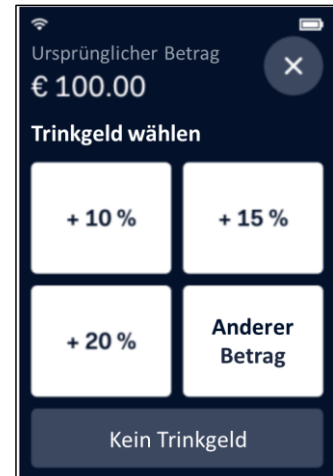 Ursprünglicher Betrag
€ 100.00
Trinkgeld wählen
+ 10 %
+ 15 %
+ 20 %
Anderer
Betrag
Kein Trinkgeld